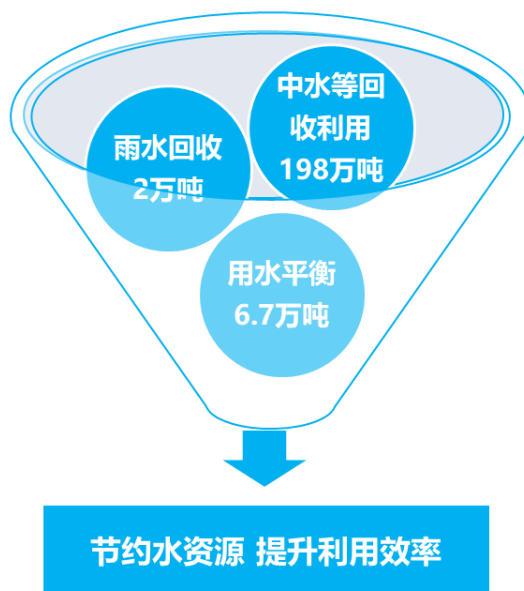 中水等回
收利用
198万吨
雨水回收
2万吨
用水平衡
6.7万吨
节约水资源 提升利用效率